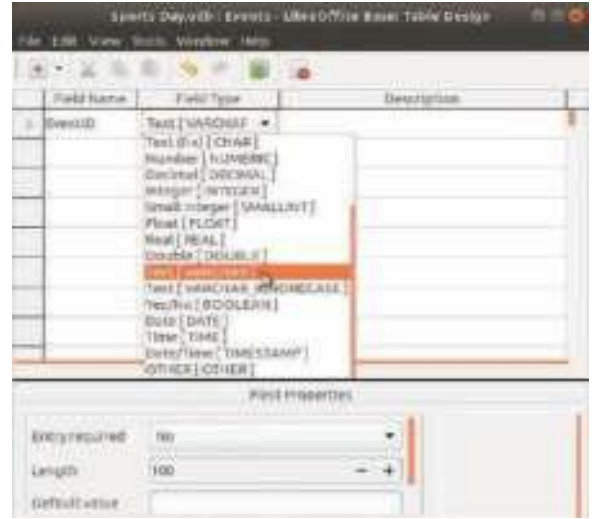 Sports Day.odb : Events - LibreOffice Base: Table Design
File Edit View Tools Window Help
Field Name Field Type Description
EventID Text [ VARCHAR
Text (fix) [ CHAR ]
Number [ NUMERIC ]
Decimal [ DECIMAL ]
Integer [ INTEGER ]
Small Integer [ SMALLINT ]
Float [ FLOAT ]
Real [ REAL ]
Double [ DOUBLE ]
Text [ VARCHAR ]
Text [ VARCHAR_IGNORECASE ]
Yes/No [ BOOLEAN ]
Date [ DATE ]
Time [ TIME ]
Date/Time [ TIMESTAMP ]
OTHER [ OTHER ]
Field Properties
Entry required No
Length 100
Default value